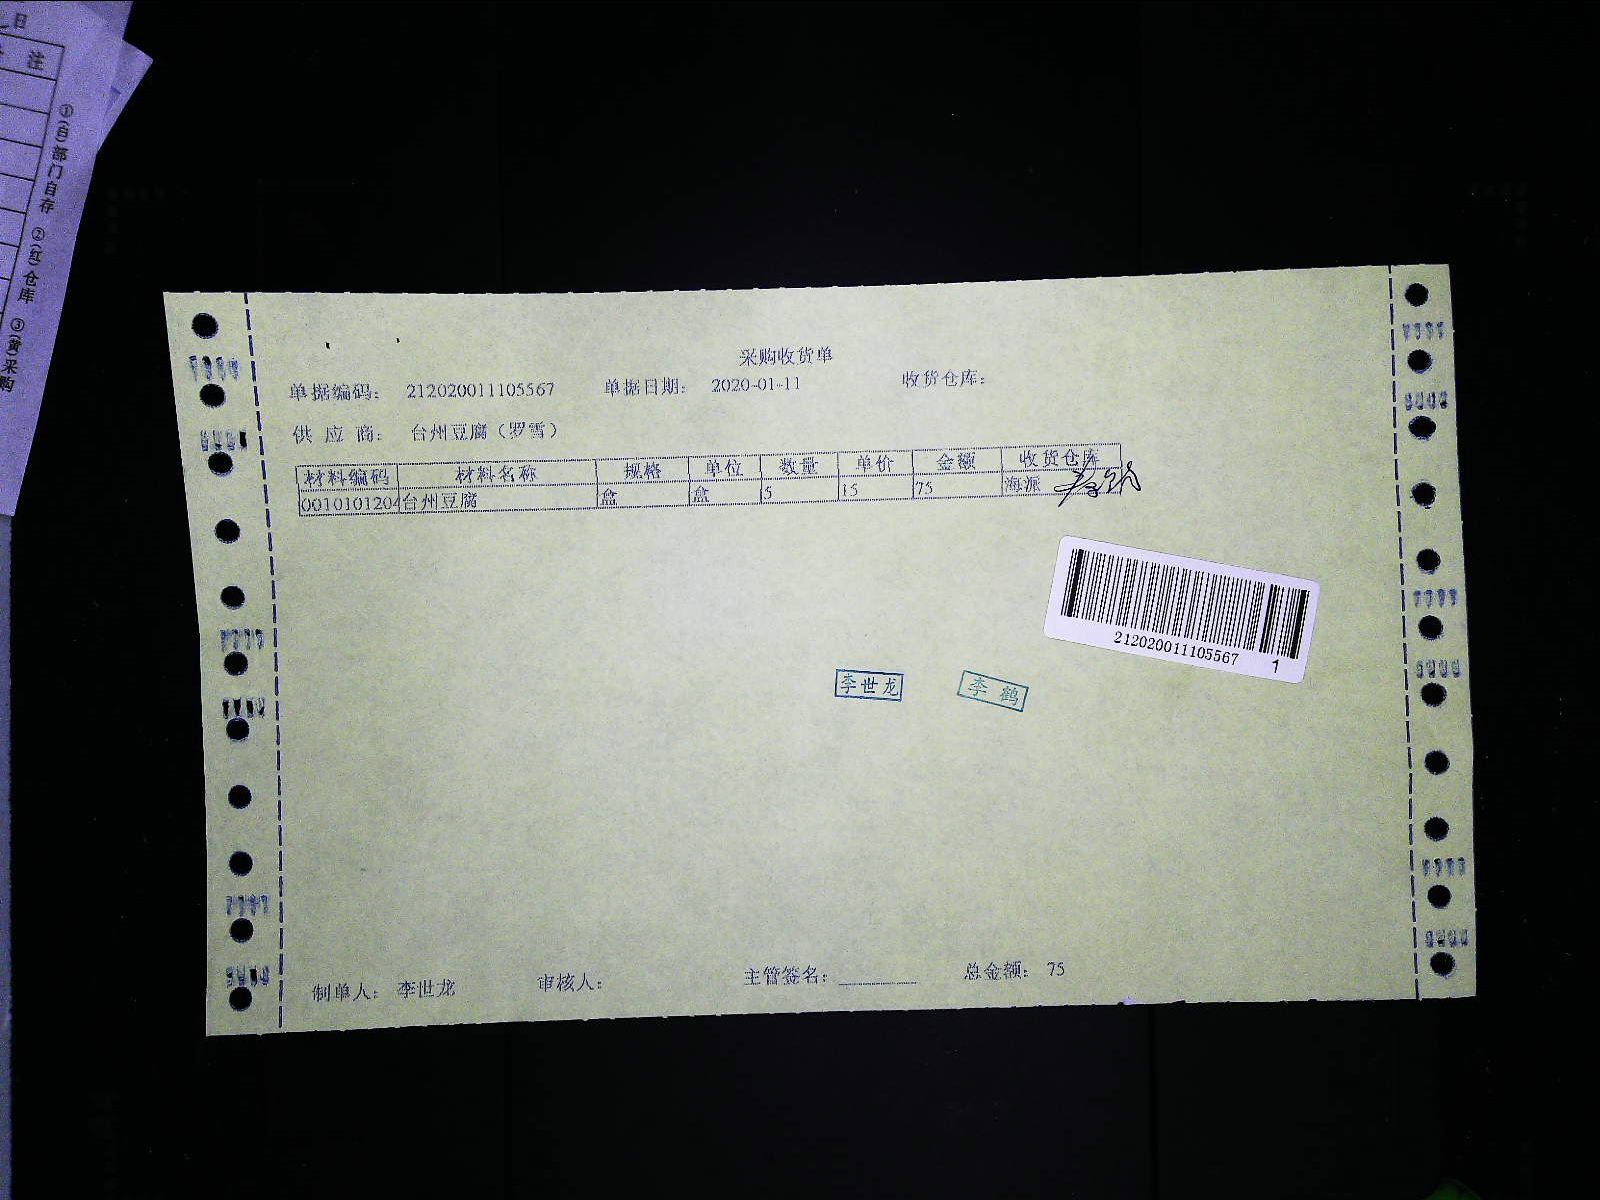 日
注
①(白)部门自存 ②(红)仓库 ③(黄)采购
采购收货单
单据编码： 212020011105567 单据日期： 2020-01-11 收货仓库：
供 应 商： 台州豆腐（罗雪）
材料编码 材料名称 规格 单位 数量 单价 金额 收货仓库
0010101204 台州豆腐 盒 盒 5 15 75 海派
212020011105567 1
李世龙 李鹤
制单人： 李世龙 审核人： 主管签名：________ 总金额： 75